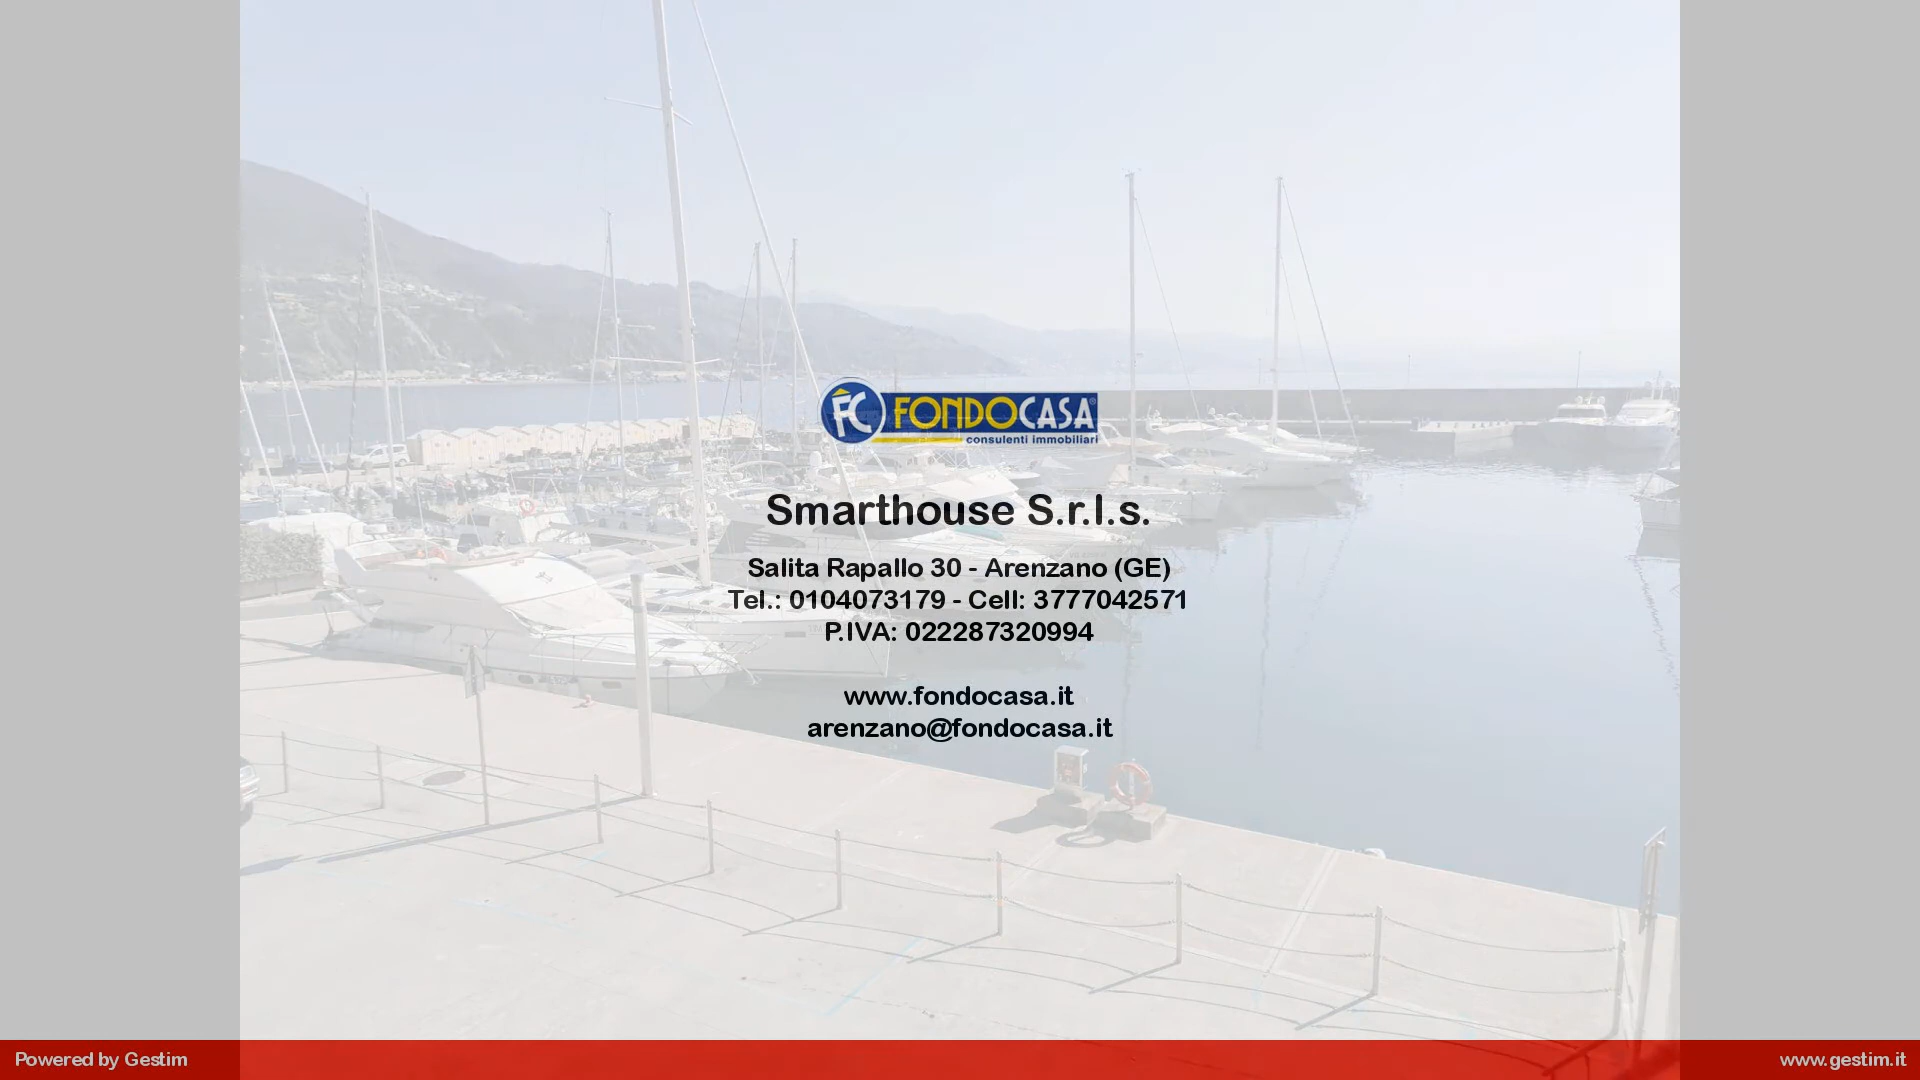 FC FONDOCASA
consulenti immobiliari
Smarthouse S.r.l.s.
Salita Rapallo 30 - Arenzano (GE)
Tel.: 0104073179 - Cell: 3777042571
P.IVA: 022287320994
www.fondocasa.it
arenzano@fondocasa.it
Powered by Gestim
www.gestim.it